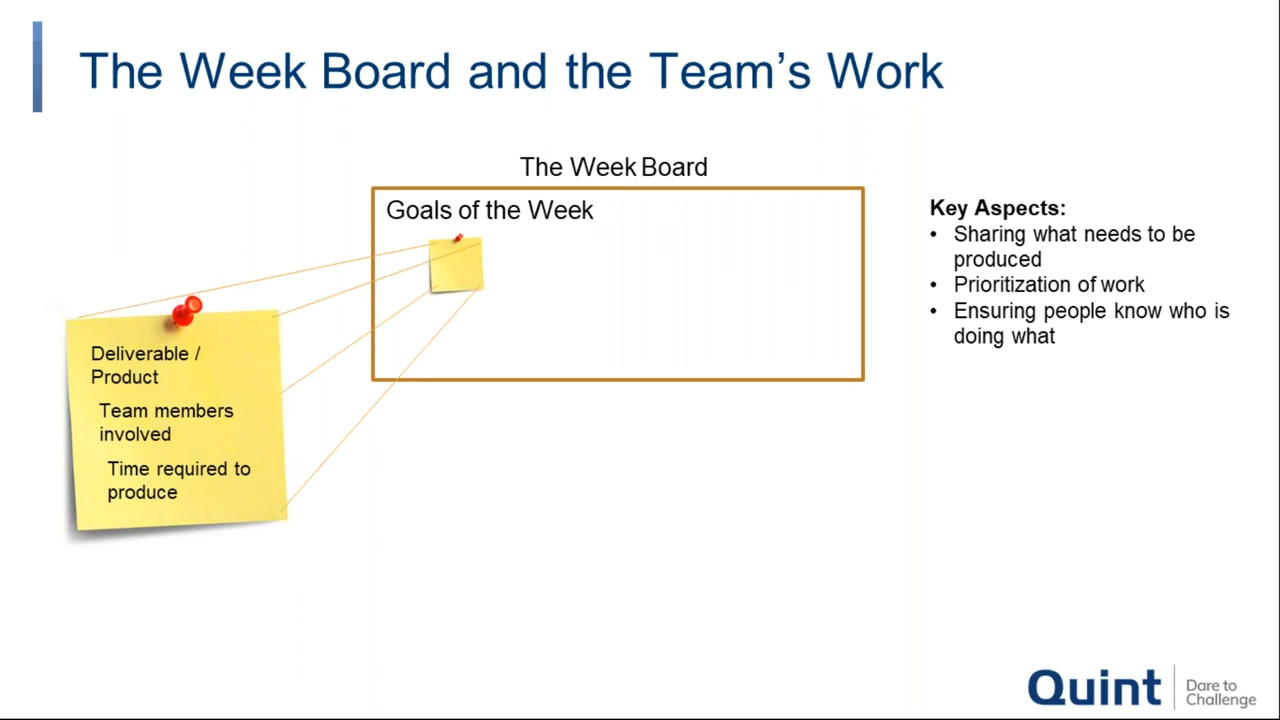 The Week Board and the Team’s Work
The Week Board
Goals of the Week
Deliverable /
Product
Team members
involved
Time required to
produce
Key Aspects:
• Sharing what needs to be
produced
• Prioritization of work
• Ensuring people know who is
doing what
Quint
Dare to
Challenge